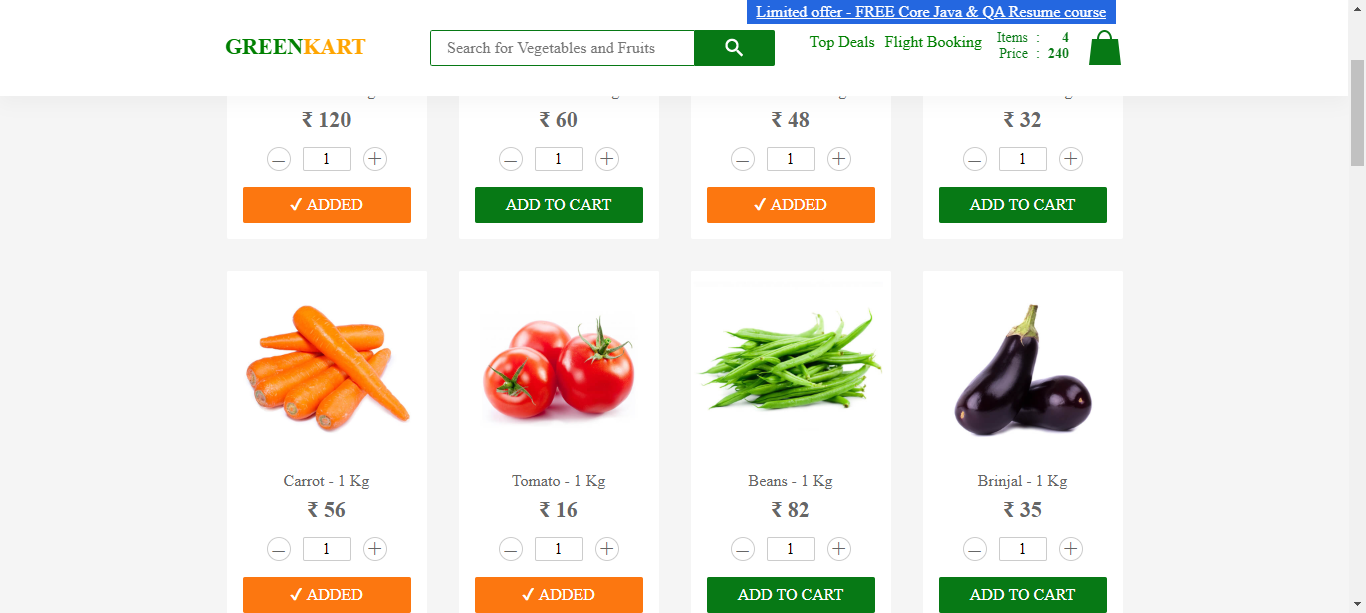 Limited offer - FREE Core Java & QA Resume course
GREENKART
Search for Vegetables and Fruits
Top Deals Flight Booking
Items : 4
Price : 240
₹ 120 ₹ 60 ₹ 48 ₹ 32
– 1 + – 1 + – 1 + – 1 +
✓ ADDED ADD TO CART ✓ ADDED ADD TO CART
Carrot - 1 Kg Tomato - 1 Kg Beans - 1 Kg Brinjal - 1 Kg
₹ 56 ₹ 16 ₹ 82 ₹ 35
– 1 + – 1 + – 1 + – 1 +
✓ ADDED ✓ ADDED ADD TO CART ADD TO CART